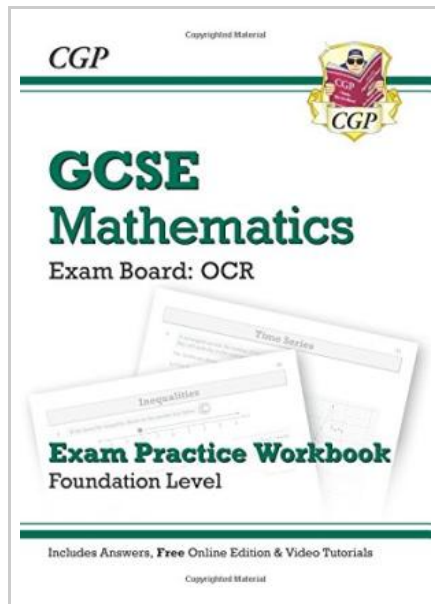 Copyrighted Material
CGP
CGP
CGP
GCSE
Mathematics
Exam Board: OCR
Time Series
Inequalities
Exam Practice Workbook
Foundation Level
Includes Answers, Free Online Edition & Video Tutorials
Copyrighted Material